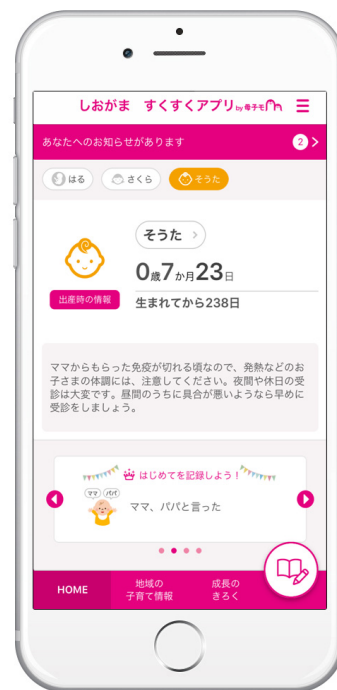 しおがま すくすくアプリ by 母子モ
あなたへのお知らせがあります 2 >
はる さくら そうた
そうた >
0歳7か月23日
出産時の情報
生まれてから238日
ママからもらった免疫が切れる頃なので、発熱などのお
子さまの体調には、注意してください。夜間や休日の受
診は大変です。昼間のうちに具合が悪いようなら早めに
受診をしましょう。
はじめてを記録しよう！
ママ パパ
ママ、パパと言った
HOME
地域の
子育て情報
成長の
きろく